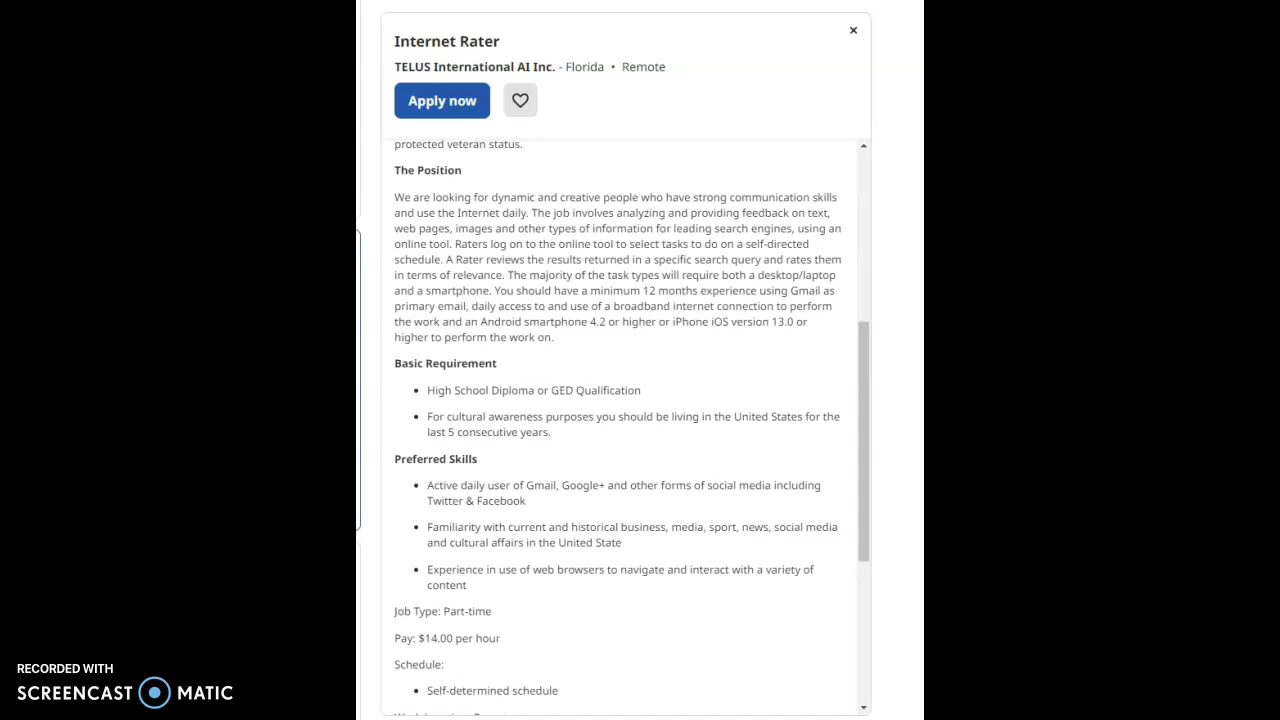 Internet Rater
TELUS International AI Inc. - Florida • Remote
Apply now
protected veteran status.
The Position
We are looking for dynamic and creative people who have strong communication skills
and use the Internet daily. The job involves analyzing and providing feedback on text,
web pages, images and other types of information for leading search engines, using an
online tool. Raters log on to the online tool to select tasks to do on a self-directed
schedule. A Rater reviews the results returned in a specific search query and rates them
in terms of relevance. The majority of the task types will require both a desktop/laptop
and a smartphone. You should have a minimum 12 months experience using Gmail as
primary email, daily access to and use of a broadband internet connection to perform
the work and an Android smartphone 4.2 or higher or iPhone iOS version 13.0 or
higher to perform the work on.
Basic Requirement
• High School Diploma or GED Qualification
• For cultural awareness purposes you should be living in the United States for the
last 5 consecutive years.
Preferred Skills
• Active daily user of Gmail, Google+ and other forms of social media including
Twitter & Facebook
• Familiarity with current and historical business, media, sport, news, social media
and cultural affairs in the United State
• Experience in use of web browsers to navigate and interact with a variety of
content
Job Type: Part-time
Pay: $14.00 per hour
Schedule:
• Self-determined schedule
RECORDED WITH
SCREENCAST MATIC